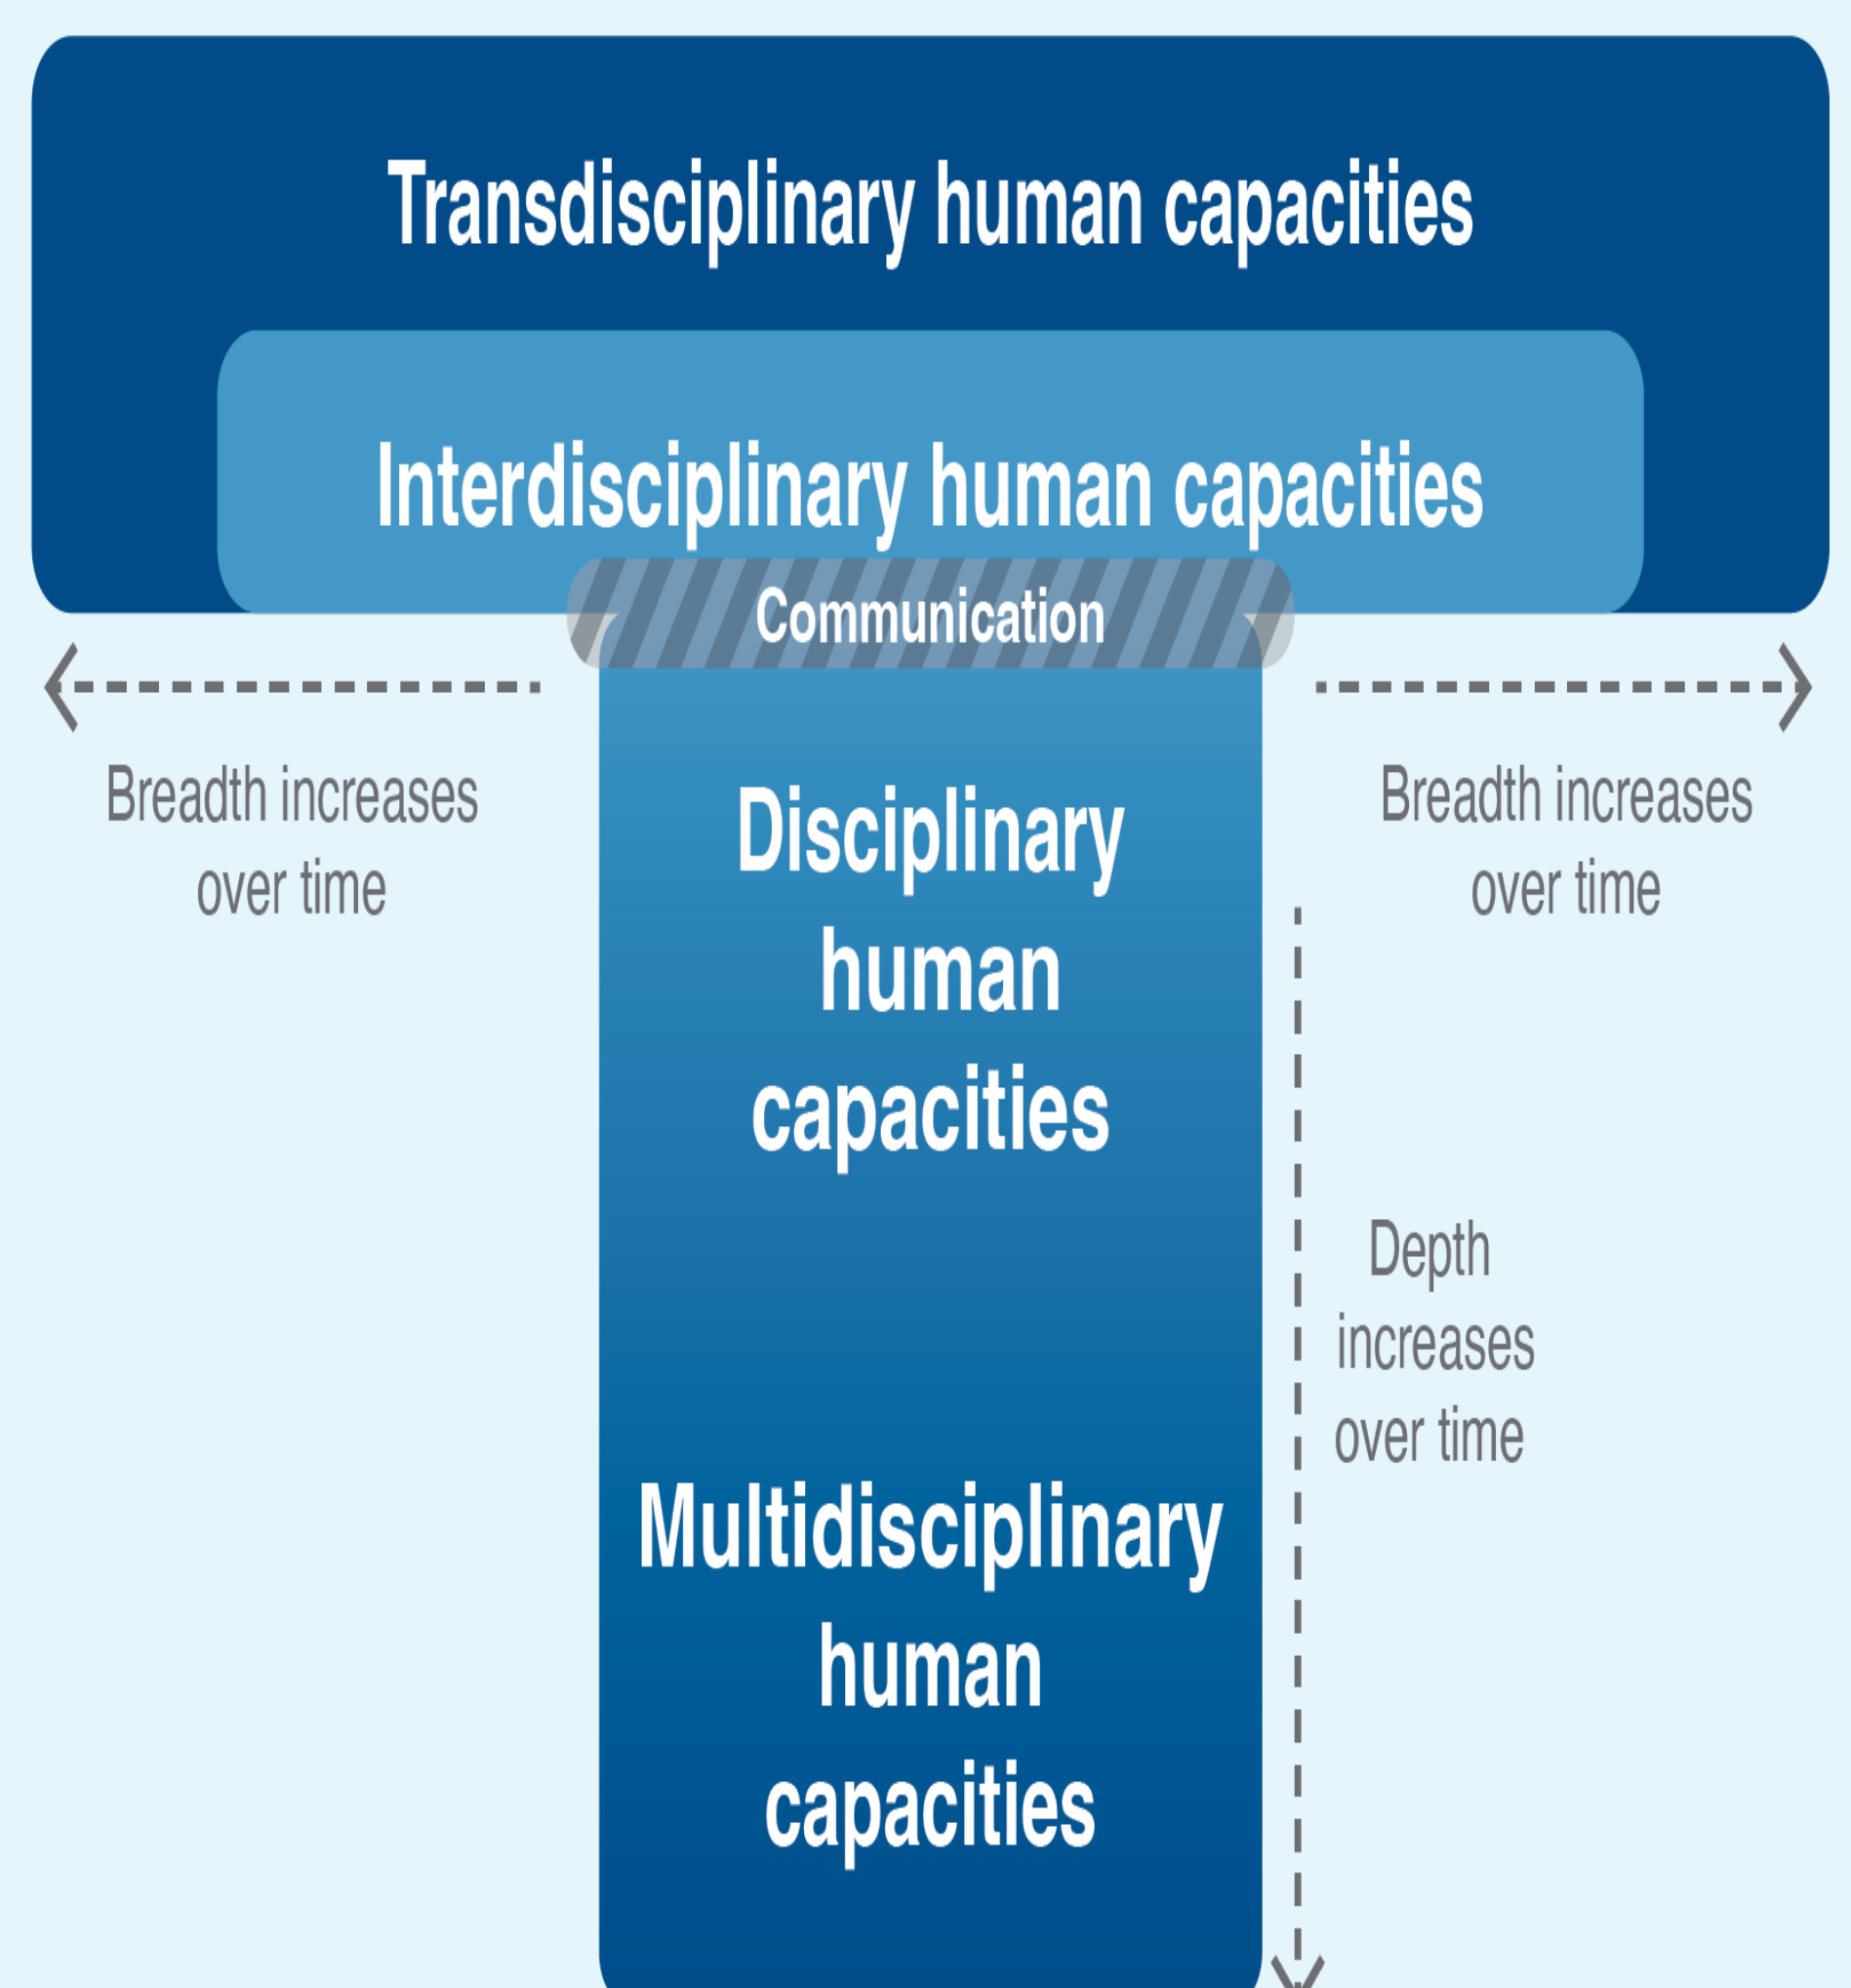 Transdisciplinary human capacities
Interdisciplinary human capacities
Communication
Breadth increases
over time
Breadth increases
over time
Disciplinary
human
capacities
Depth
increases
over time
Multidisciplinary
human
capacities